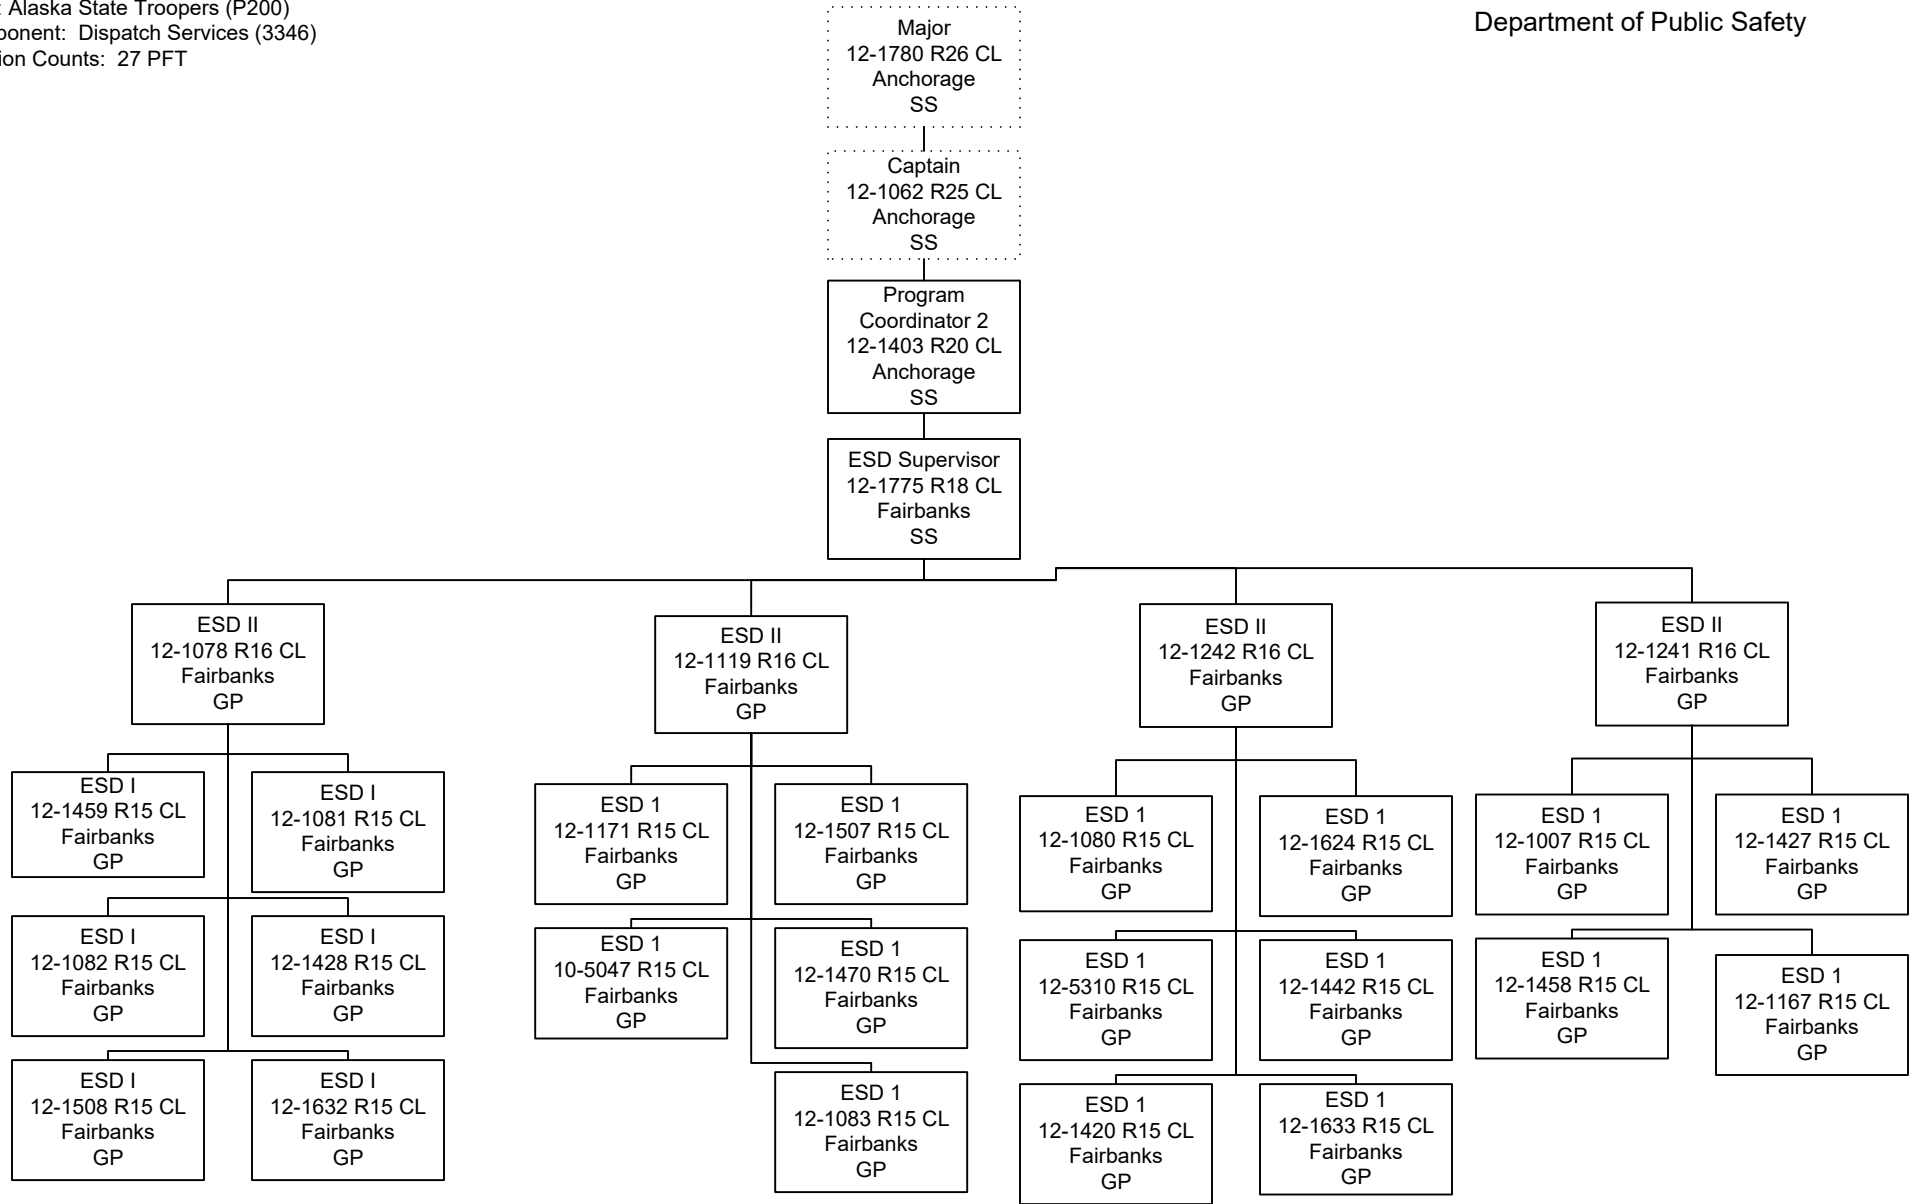 : Alaska State Troopers (P200)
ponent: Dispatch Services (3346)
ion Counts: 27 PFT
Department of Public Safety
Major
12-1780 R26 CL
Anchorage
SS
Captain
12-1062 R25 CL
Anchorage
SS
Program
Coordinator 2
12-1403 R20 CL
Anchorage
SS
ESD Supervisor
12-1775 R18 CL
Fairbanks
SS
ESD II
12-1078 R16 CL
Fairbanks
GP
ESD II
12-1119 R16 CL
Fairbanks
GP
ESD II
12-1242 R16 CL
Fairbanks
GP
ESD II
12-1241 R16 CL
Fairbanks
GP
ESD I
12-1459 R15 CL
Fairbanks
GP
ESD I
12-1081 R15 CL
Fairbanks
GP
ESD 1
12-1171 R15 CL
Fairbanks
GP
ESD 1
12-1507 R15 CL
Fairbanks
GP
ESD 1
12-1080 R15 CL
Fairbanks
GP
ESD 1
12-1624 R15 CL
Fairbanks
GP
ESD 1
12-1007 R15 CL
Fairbanks
GP
ESD 1
12-1427 R15 CL
Fairbanks
GP
ESD I
12-1082 R15 CL
Fairbanks
GP
ESD I
12-1428 R15 CL
Fairbanks
GP
ESD 1
10-5047 R15 CL
Fairbanks
GP
ESD 1
12-1470 R15 CL
Fairbanks
GP
ESD 1
12-5310 R15 CL
Fairbanks
GP
ESD 1
12-1442 R15 CL
Fairbanks
GP
ESD 1
12-1458 R15 CL
Fairbanks
GP
ESD 1
12-1167 R15 CL
Fairbanks
GP
ESD I
12-1508 R15 CL
Fairbanks
GP
ESD I
12-1632 R15 CL
Fairbanks
GP
ESD 1
12-1083 R15 CL
Fairbanks
GP
ESD 1
12-1420 R15 CL
Fairbanks
GP
ESD 1
12-1633 R15 CL
Fairbanks
GP